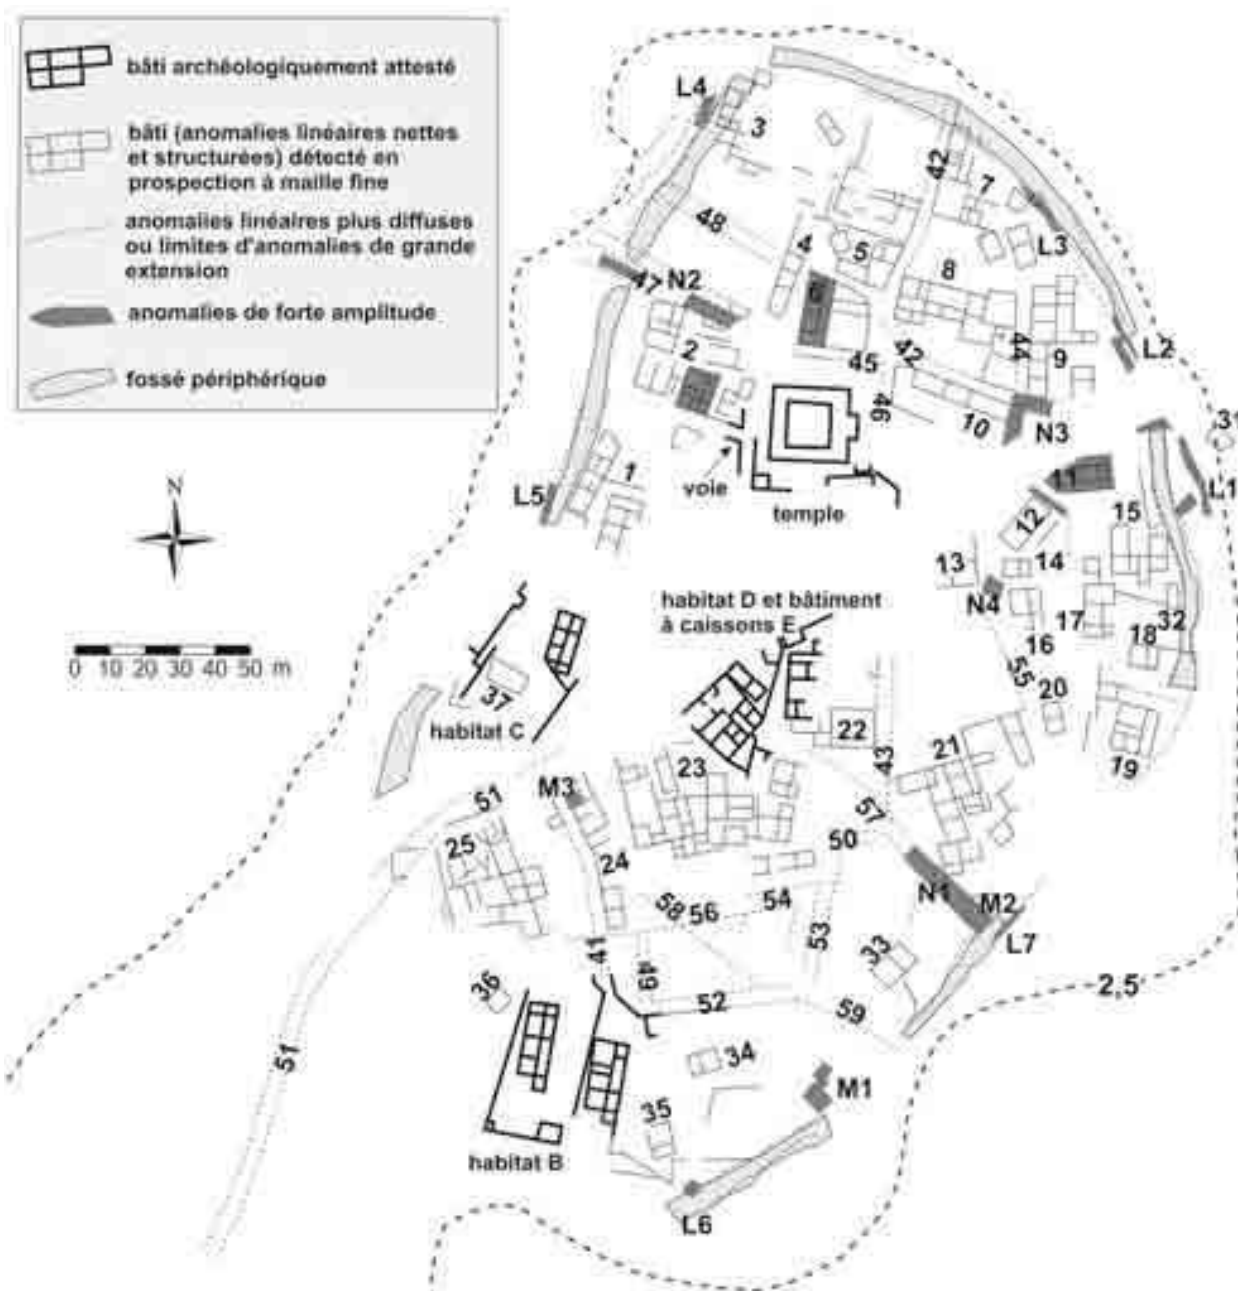 bâti archéologiquement attesté
bâti (anomalies linéaires nettes
et structurées) détecté en
prospection à maille fine
anomalies linéaires plus diffuses
ou limites d'anomalies de grande
extension
anomalies de forte amplitude
fossé périphérique
L4
3
42
7
48
4
5
L3
47
N2
6
8
2
45
42
44
9
L2
46
10
N3
31
1
voie
L5
temple
11
L1
12
15
N
13
14
N4
habitat D et bâtiment
à caissons E
17
16
18
32
0 10 20 30 40 50 m
55
20
37
habitat C
22
43
21
19
23
M3
51
57
50
25
24
N1
M2
58
56
54
53
L7
33
41
49
36
52
59
2,5
51
34
M1
35
habitat B
L6